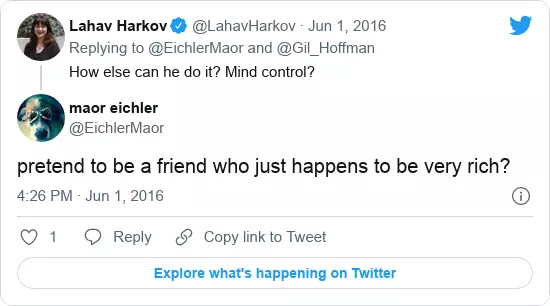 Lahav Harkov @LahavHarkov · Jun 1, 2016
Replying to @EichlerMaor and @Gil_Hoffman
How else can he do it? Mind control?
maor eichler
@EichlerMaor
pretend to be a friend who just happens to be very rich?
4:26 PM · Jun 1, 2016
1 Reply Copy link to Tweet
Explore what's happening on Twitter